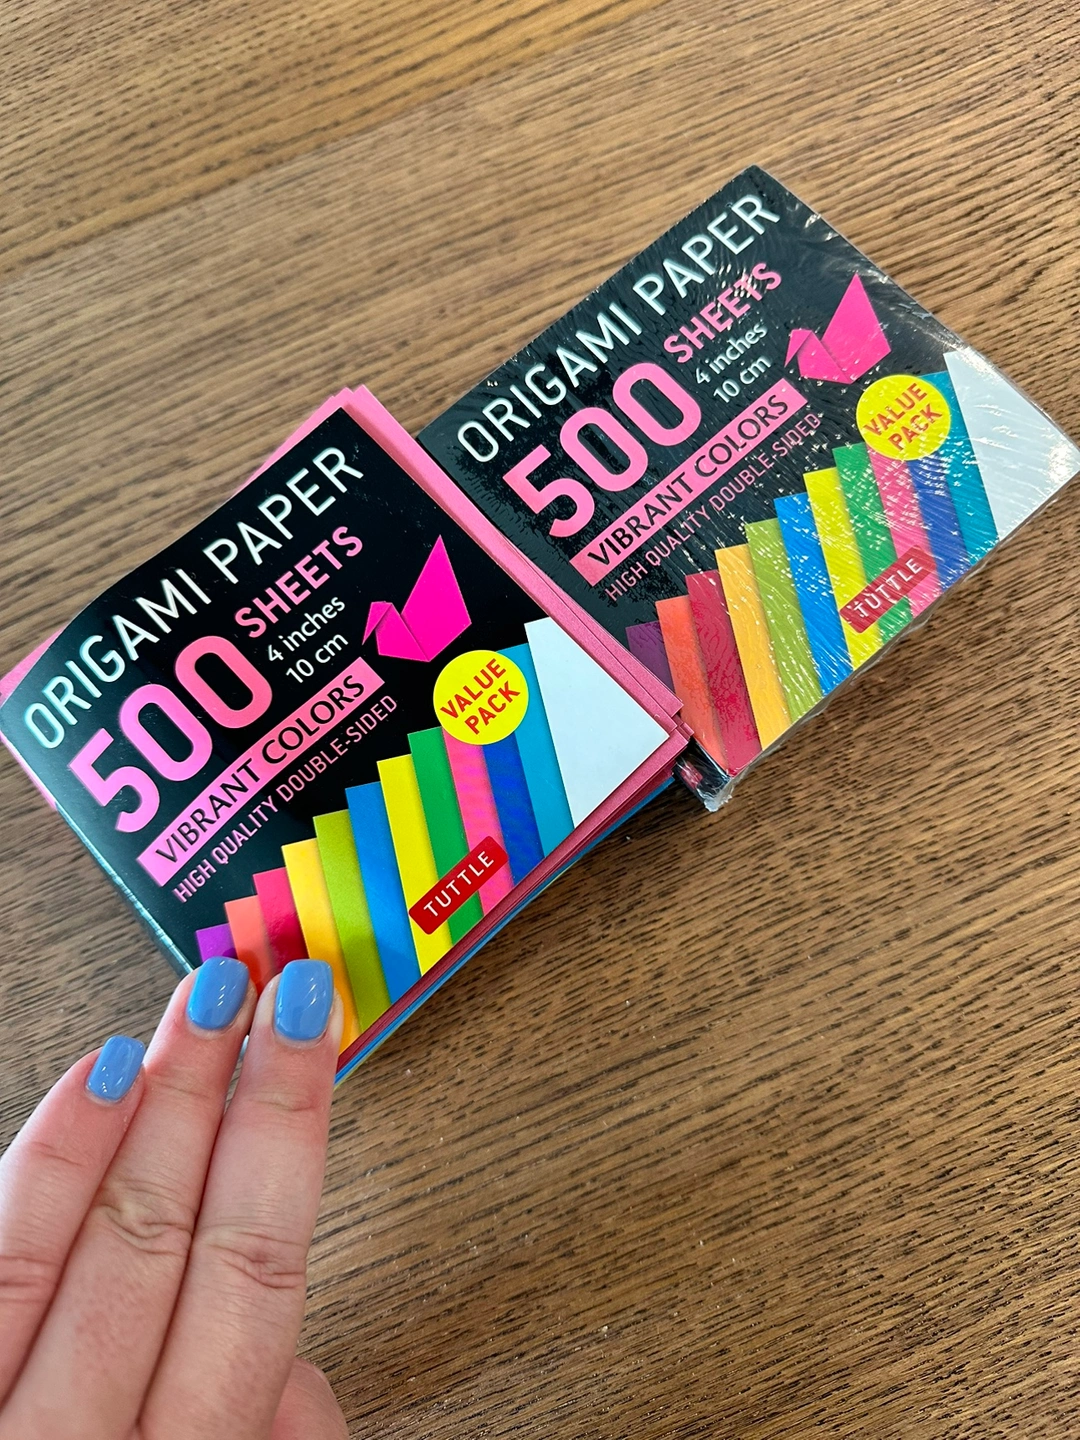 ORIGAMI PAPER
500 SHEETS
4 inches
10 cm
VIBRANT COLORS
HIGH QUALITY DOUBLE-SIDED
VALUE
PACK
TUTTLE
ORIGAMI PAPER
500 SHEETS
4 inches
10 cm
VIBRANT COLORS
HIGH QUALITY DOUBLE-SIDED
VALUE
PACK
TUTTLE